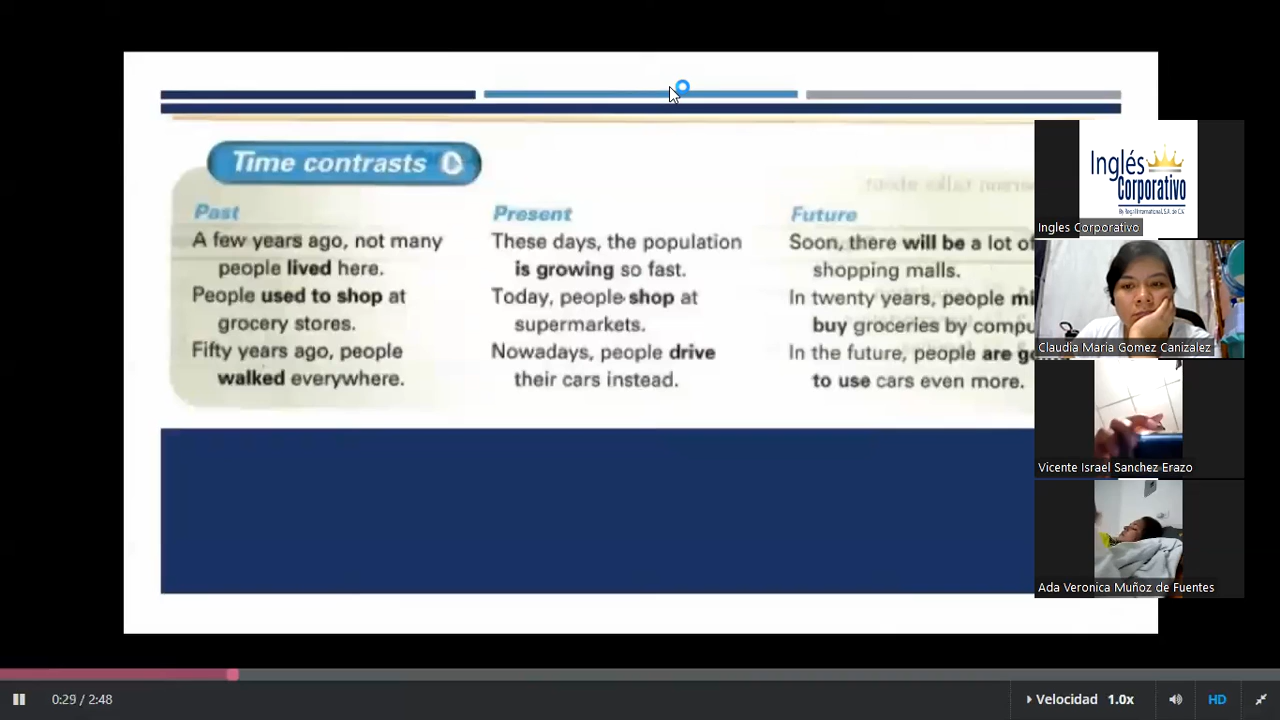 Time contrasts
Past
A few years ago, not many
people lived here.
People used to shop at
grocery stores.
Fifty years ago, people
walked everywhere.
Present
These days, the population
is growing so fast.
Today, people shop at
supermarkets.
Nowadays, people drive
their cars instead.
Future
Soon, there will be a lot of
shopping malls.
In twenty years, people mi
buy groceries by compu
In the future, people are go
to use cars even more.
Inglés
Corporativo
Ingles Corporativo
Claudia Maria Gomez Canizalez
Vicente Israel Sanchez Erazo
Ada Veronica Muñoz de Fuentes
0:29 / 2:48
Velocidad 1.0x
HD